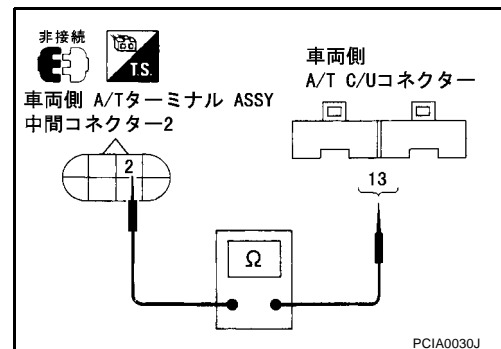 非接続
T.S.
車両側 A/Tターミナル ASSY
中間コネクター2
車両側
A/T C/Uコネクター
2
13
Ω
PCIA0030J